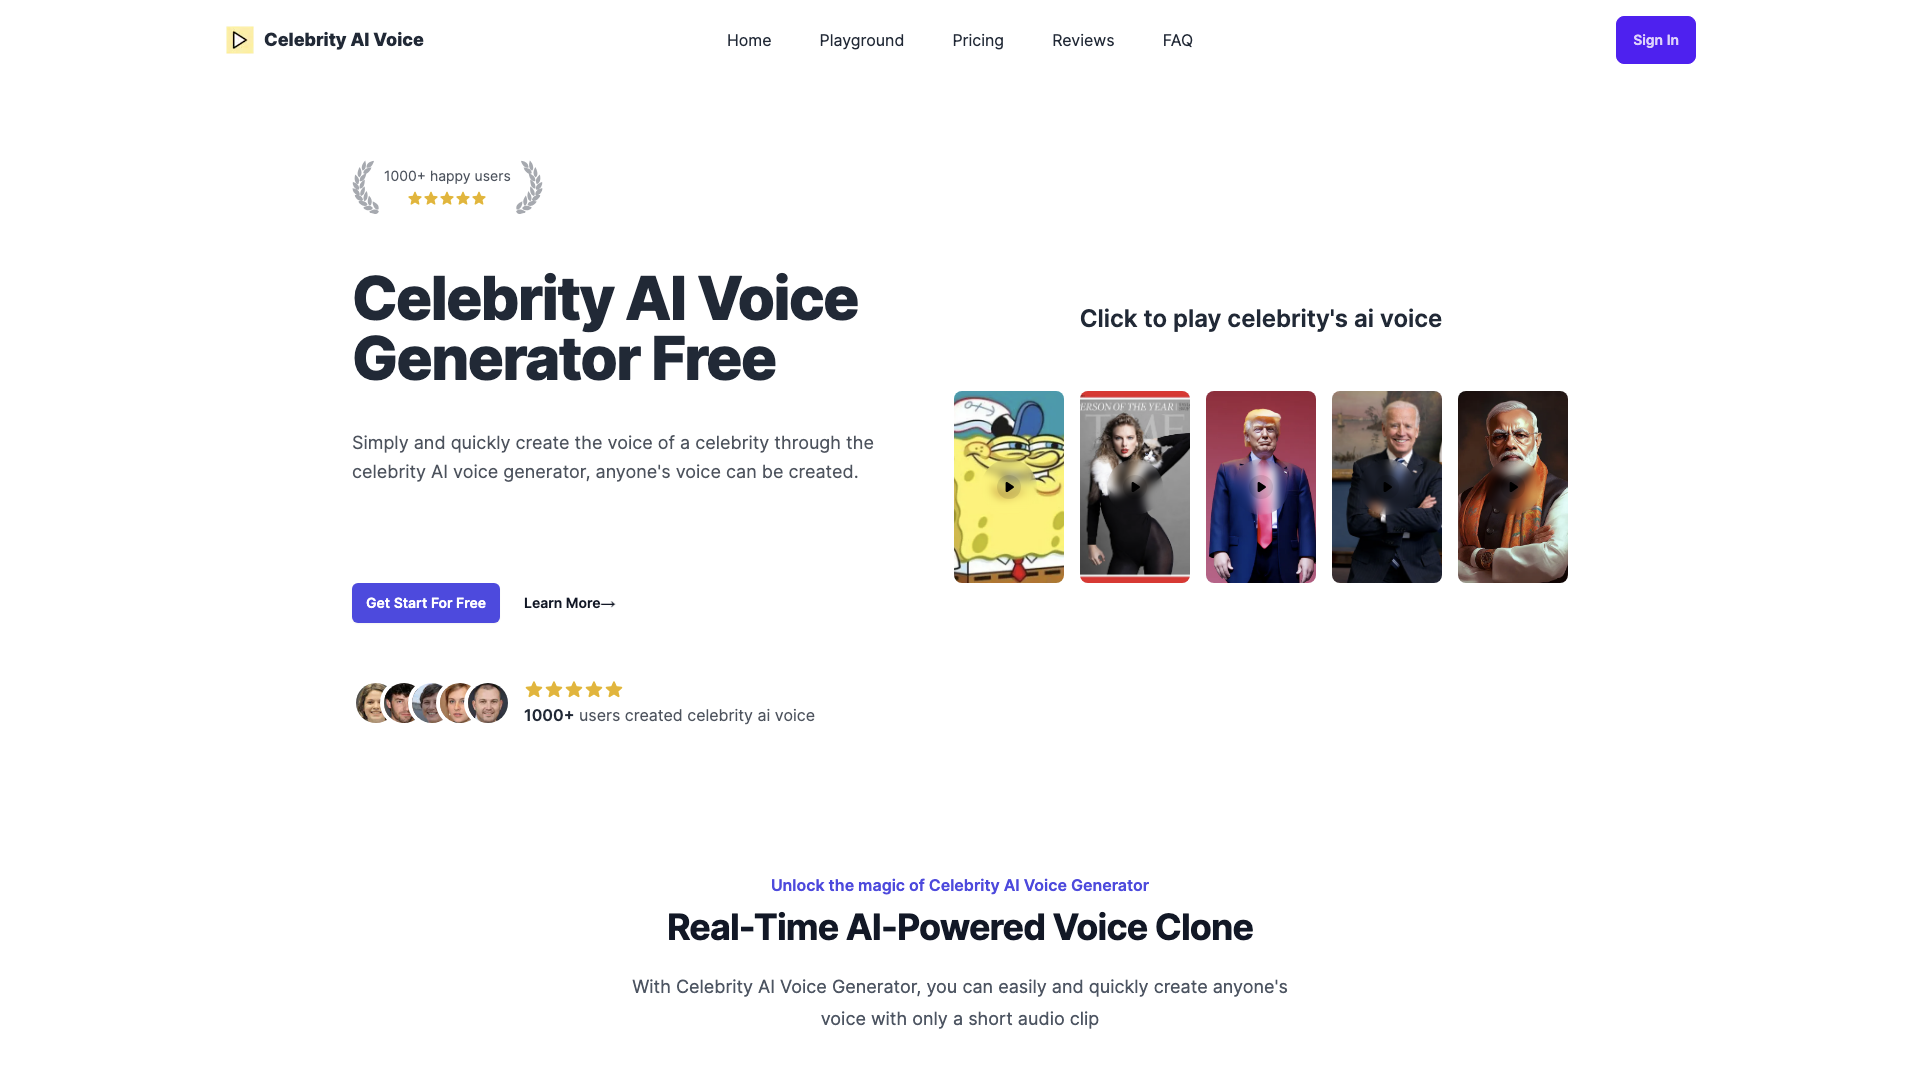 Celebrity AI Voice
Home
Playground
Pricing
Reviews
FAQ
Sign In
1000+ happy users
Celebrity AI Voice
Generator Free
Simply and quickly create the voice of a celebrity through the
celebrity AI voice generator, anyone's voice can be created.
Get Start For Free
Learn More→
1000+ users created celebrity ai voice
Click to play celebrity's ai voice
ERSON OF THE YEAR
TIME
Unlock the magic of Celebrity AI Voice Generator
Real-Time AI-Powered Voice Clone
With Celebrity AI Voice Generator, you can easily and quickly create anyone's
voice with only a short audio clip